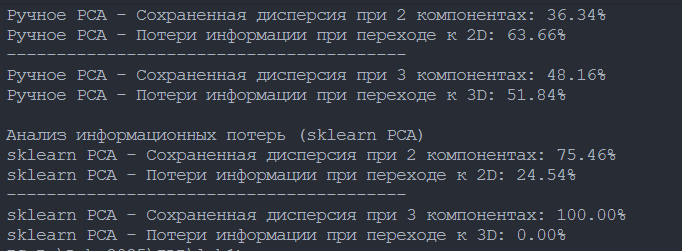 Ручное PCA – Сохраненная дисперсия при 2 компонентах: 36.34%
Ручное PCA – Потери информации при переходе к 2D: 63.66%
----------------------------------------
Ручное PCA – Сохраненная дисперсия при 3 компонентах: 48.16%
Ручное PCA – Потери информации при переходе к 3D: 51.84%
Анализ информационных потерь (sklearn PCA)
sklearn PCA – Сохраненная дисперсия при 2 компонентах: 75.46%
sklearn PCA – Потери информации при переходе к 2D: 24.54%
----------------------------------------
sklearn PCA – Сохраненная дисперсия при 3 компонентах: 100.00%
sklearn PCA – Потери информации при переходе к 3D: 0.00%